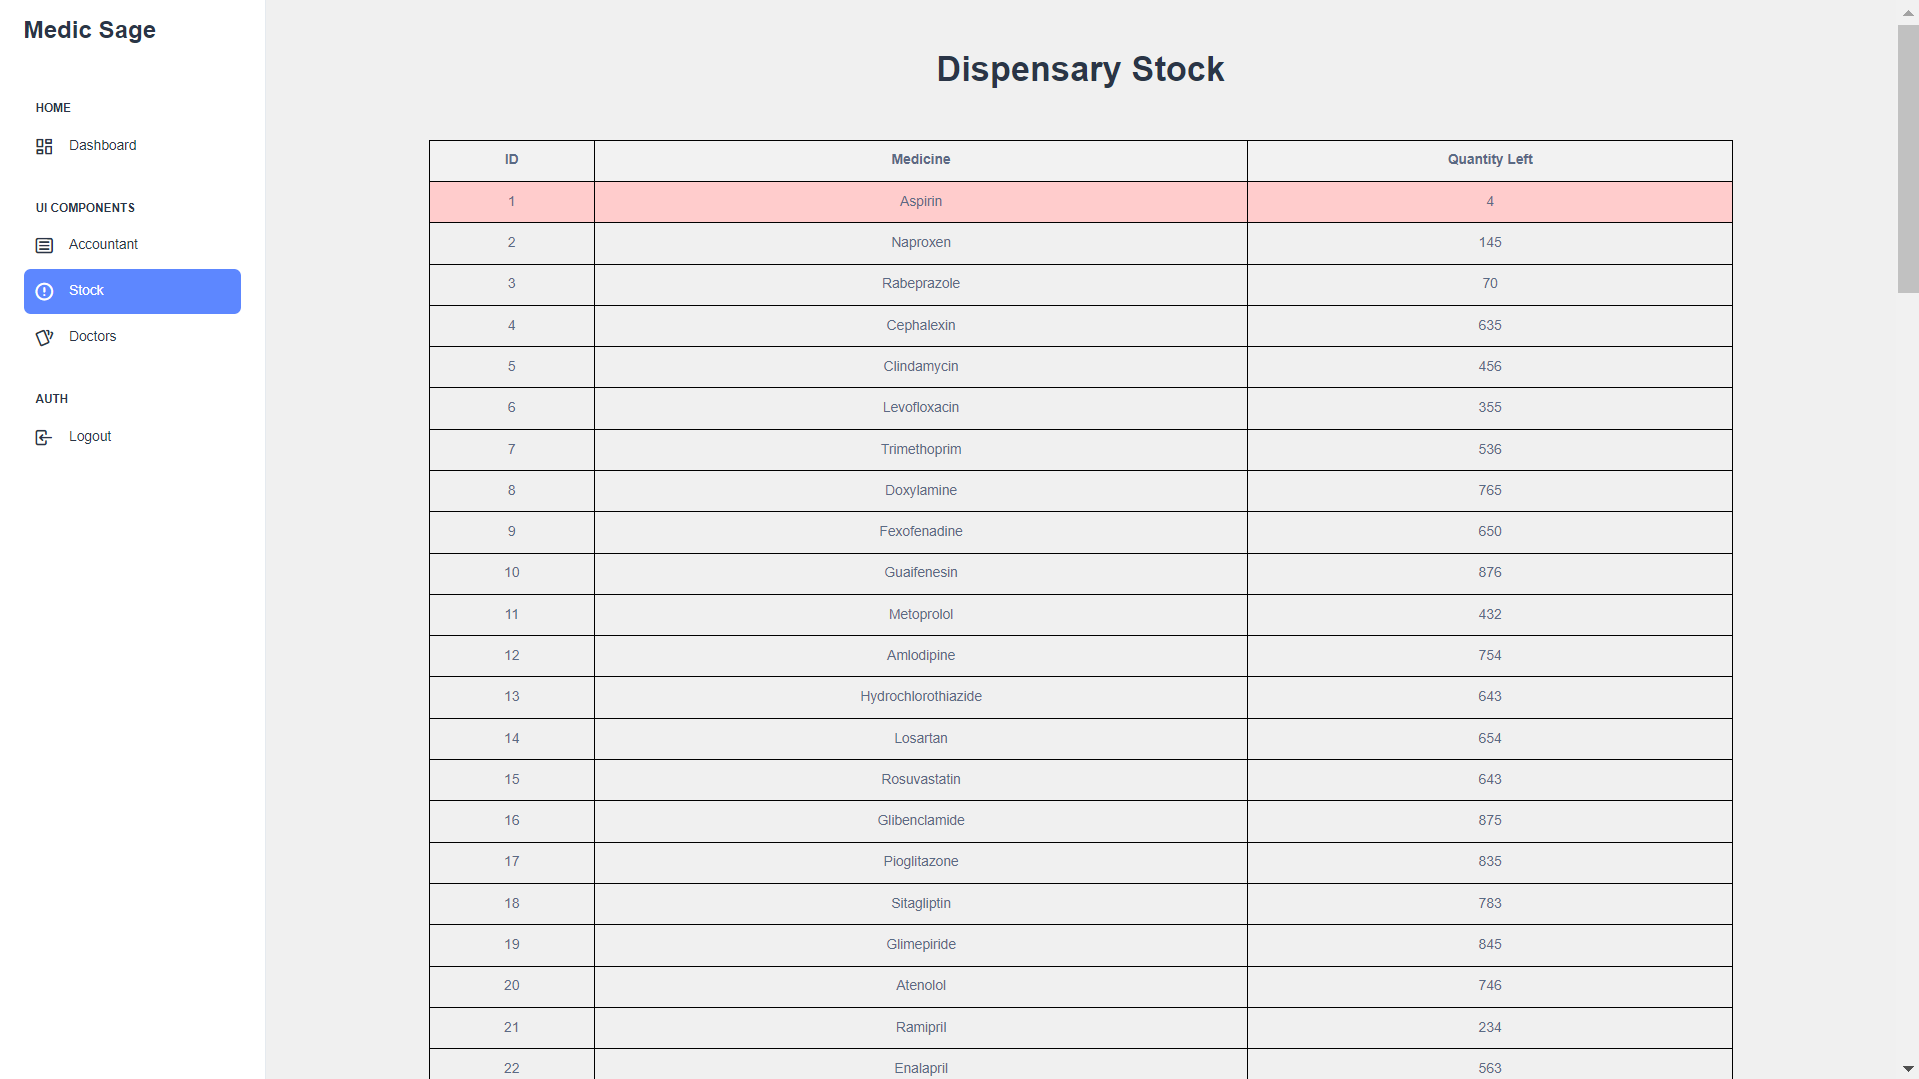 Medic Sage
HOME
Dashboard
UI COMPONENTS
Accountant
Stock
Doctors
AUTH
Logout
Dispensary Stock
ID Medicine Quantity Left
1 Aspirin 4
2 Naproxen 145
3 Rabeprazole 70
4 Cephalexin 635
5 Clindamycin 456
6 Levofloxacin 355
7 Trimethoprim 536
8 Doxylamine 765
9 Fexofenadine 650
10 Guaifenesin 876
11 Metoprolol 432
12 Amlodipine 754
13 Hydrochlorothiazide 643
14 Losartan 654
15 Rosuvastatin 643
16 Glibenclamide 875
17 Pioglitazone 835
18 Sitagliptin 783
19 Glimepiride 845
20 Atenolol 746
21 Ramipril 234
22 Enalapril 563